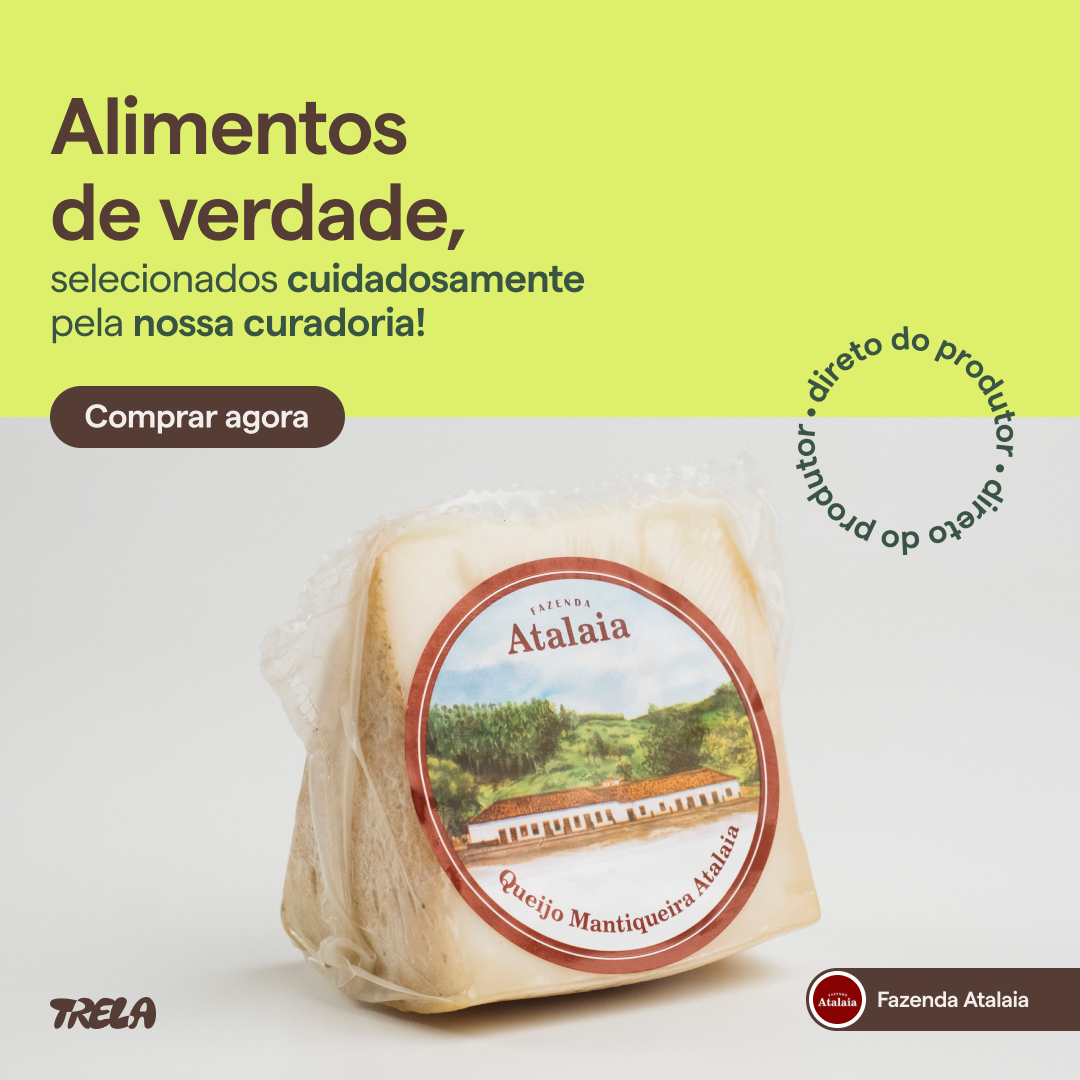 Alimentos
de verdade,
selecionados cuidadosamente
pela nossa curadoria!
Comprar agora
direto do produtor • direto do produtor •
FAZENDA
Atalaia
Queijo Mantiqueira Atalaia
TRELA
FAZENDA
Atalaia
Fazenda Atalaia